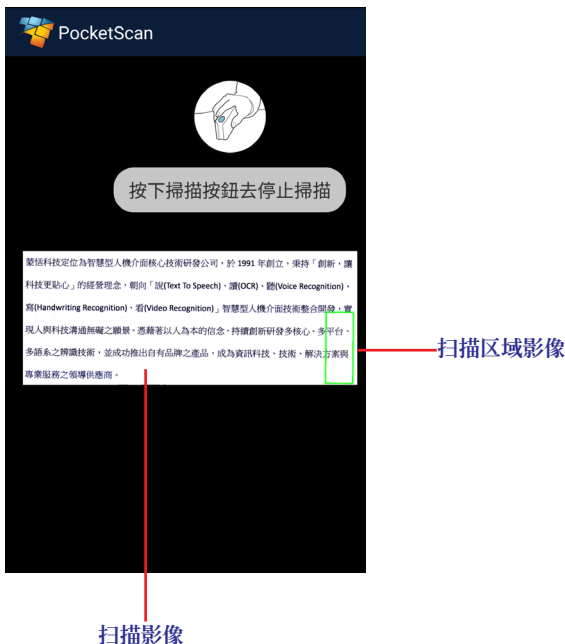 PocketScan
按下掃描按鈕去停止掃描
蒙恬科技定位為智慧型人機介面核心技術研發公司，於 1991 年創立，秉持「創新，讓
科技更貼心」的經營理念，朝向「說(Text To Speech)、讀(OCR)、聽(Voice Recognition)、
寫(Handwriting Recognition)、看(Video Recognition)」智慧型人機介面技術整合開發，實
現人與科技溝通無礙之願景。憑藉著以人為本的信念，持續創新研發多核心、多平台、
多語系之辨識技術，並成功推出自有品牌之產品，成為資訊科技、技術、解決方案與
專業服務之領導供應商。
扫描区域影像
扫描影像